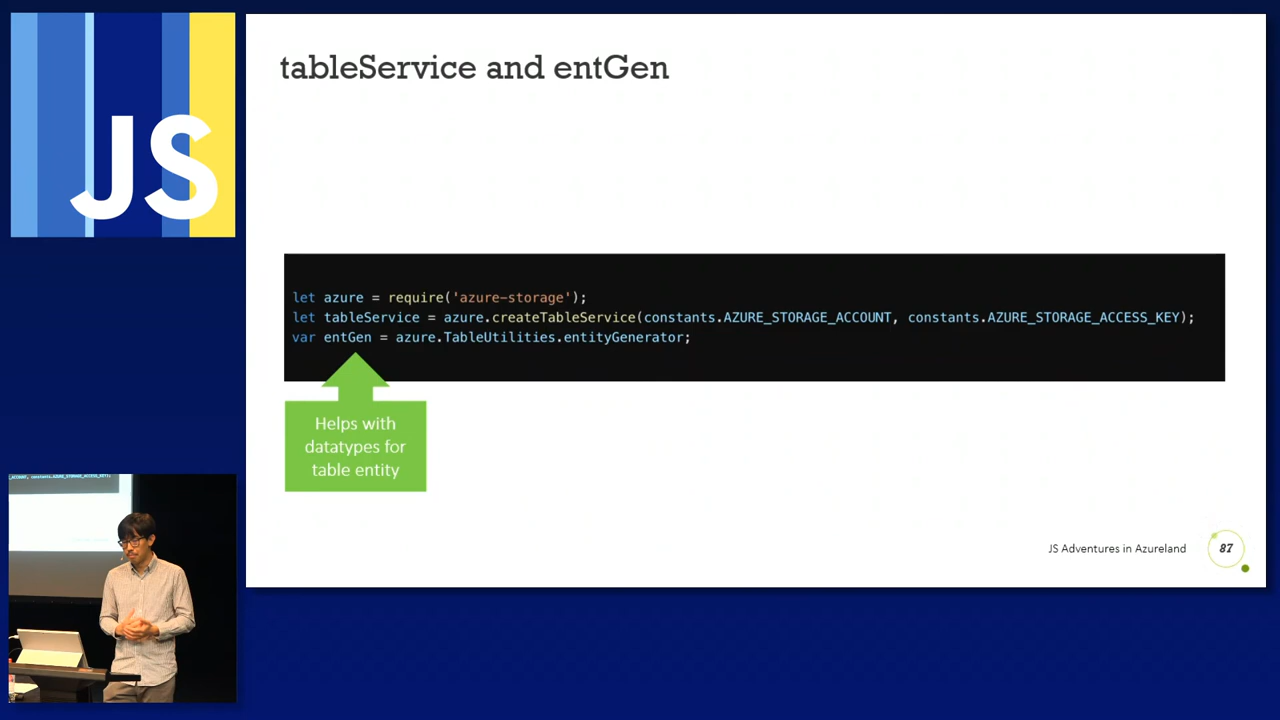 tableService and entGen
JS
let azure = require('azure-storage');
let tableService = azure.createTableService(constants.AZURE_STORAGE_ACCOUNT, constants.AZURE_STORAGE_ACCESS_KEY);
var entGen = azure.TableUtilities.entityGenerator;
Helps with
datatypes for
table entity
JS Adventures in Azureland
87